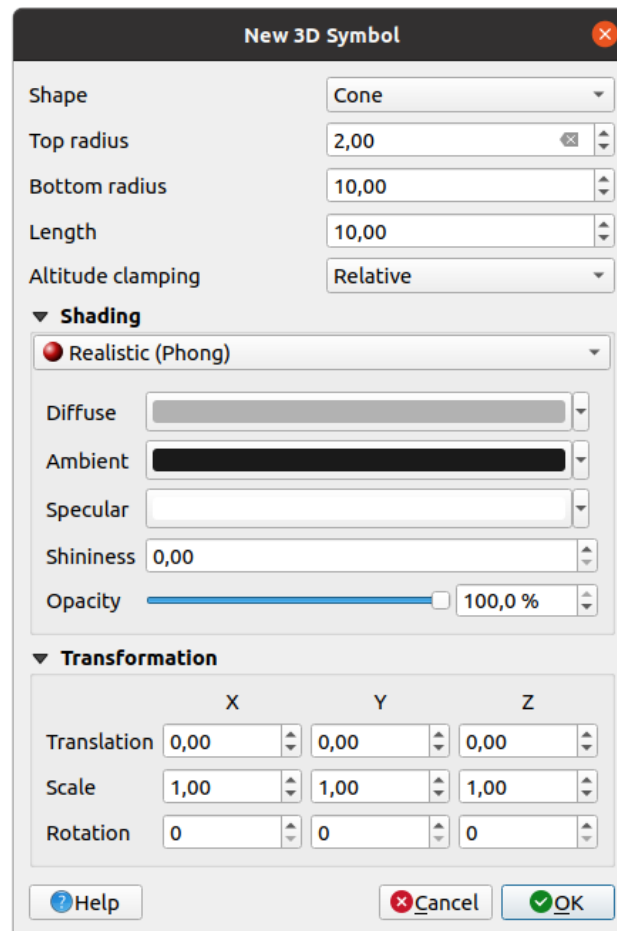 New 3D Symbol
Shape Cone
Top radius 2,00
Bottom radius 10,00
Length 10,00
Altitude clamping Relative
Shading
Realistic (Phong)
Diffuse
Ambient
Specular
Shininess 0,00
Opacity 100,0 %
Transformation
X Y Z
Translation 0,00 0,00 0,00
Scale 1,00 1,00 1,00
Rotation 0 0 0
Help Cancel OK